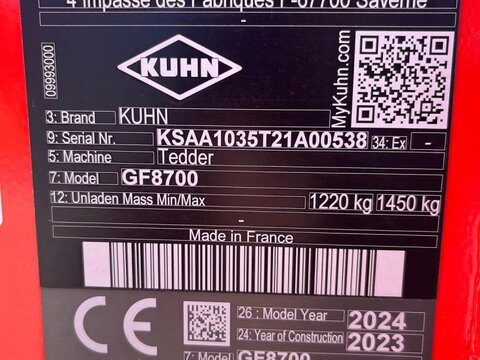 4 Impasse des Fabriques F-67700 Saverne
KUHN
MyKuhn.com
09993000
3: Brand KUHN
9: Serial Nr. KSAA1035T21A00538 34: Ex -
5: Machine Tedder
7: Model GF8700
12: Unladen Mass Min/Max 1220 kg 1450 kg
-
Made in France
CE
26 : Model Year 2024
24: Year of Construction 2023
7: Model GF8700